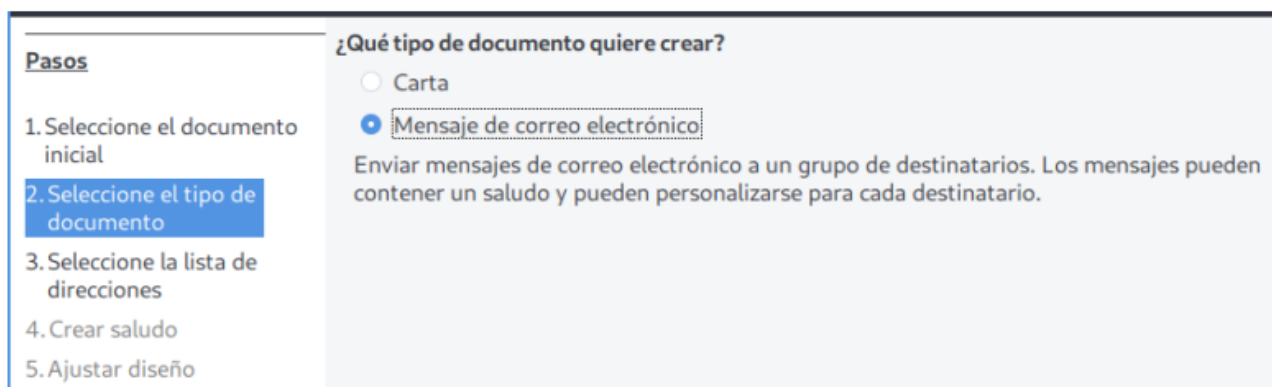 Pasos
1. Seleccione el documento
inicial
2. Seleccione el tipo de
documento
3. Seleccione la lista de
direcciones
4. Crear saludo
5. Ajustar diseño
¿Qué tipo de documento quiere crear?
Carta
Mensaje de correo electrónico
Enviar mensajes de correo electrónico a un grupo de destinatarios. Los mensajes pueden
contener un saludo y pueden personalizarse para cada destinatario.